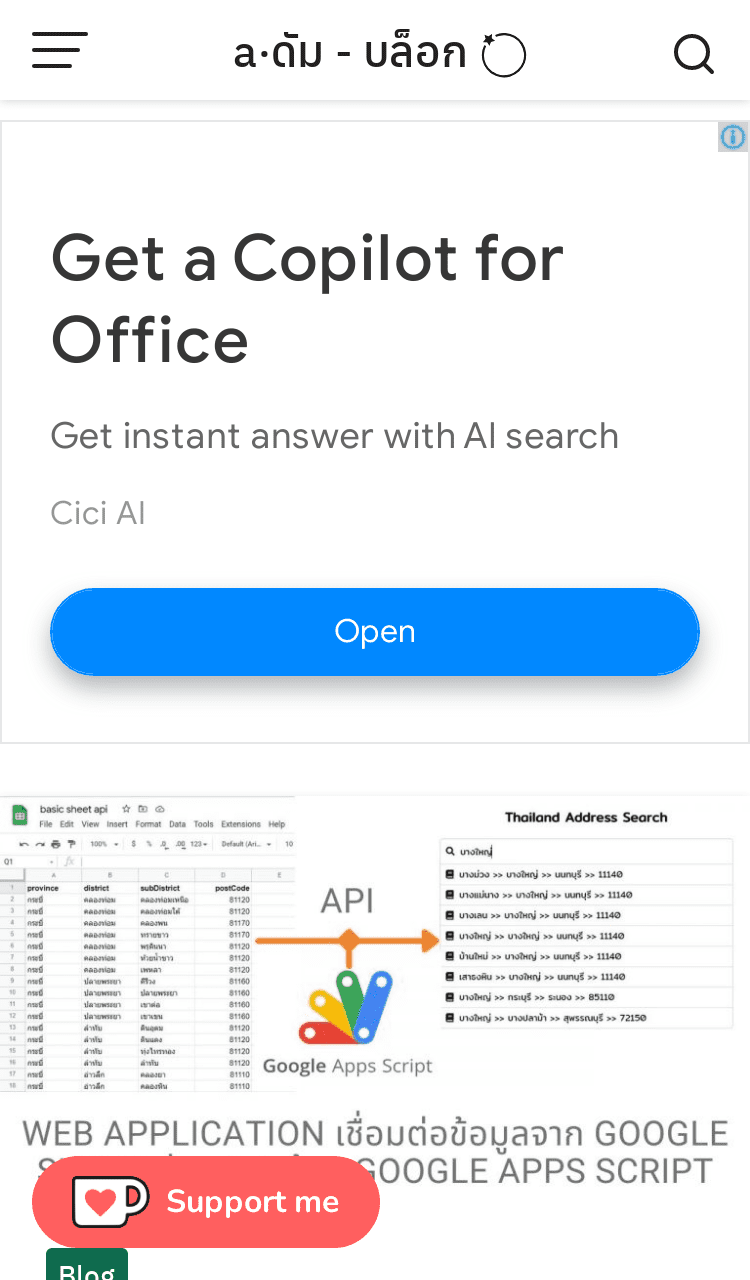 a·ดัม - บล็อก
Get a Copilot for
Office
Get instant answer with AI search
Cici AI
Open
basic sheet api
File Edit View Insert Format Data Tools Extensions Help
100% $ % .0 .00 123 Default (Ari... 10
Q1 fx
A B C D E
1 province district subDistrict postCode
2 กระบี่ คลองท่อม คลองท่อมเหนือ 81120
3 กระบี่ คลองท่อม คลองท่อมใต้ 81120
4 กระบี่ คลองท่อม คลองพน 81170
5 กระบี่ คลองท่อม ทรายขาว 81170
6 กระบี่ คลองท่อม พรุดินนา 81120
7 กระบี่ คลองท่อม ห้วยน้ำขาว 81120
8 กระบี่ คลองท่อม เพหลา 81120
9 กระบี่ ปลายพระยา คีรีวง 81160
10 กระบี่ ปลายพระยา ปลายพระยา 81160
11 กระบี่ ปลายพระยา เขาต่อ 81160
12 กระบี่ ปลายพระยา เขาเขน 81160
13 กระบี่ ลำทับ ดินอุดม 81120
14 กระบี่ ลำทับ ดินแดง 81120
15 กระบี่ ลำทับ ทุ่งไทรทอง 81120
16 กระบี่ ลำทับ ลำทับ 81120
17 กระบี่ อ่าวลึก คลองยา 81110
18 กระบี่ อ่าวลึก คลองหิน 81110
API
Google Apps Script
Thailand Address Search
บางใหญ่
บางม่วง >> บางใหญ่ >> นนทบุรี >> 11140
บางแม่นาง >> บางใหญ่ >> นนทบุรี >> 11140
บางเลน >> บางใหญ่ >> นนทบุรี >> 11140
บางใหญ่ >> บางใหญ่ >> นนทบุรี >> 11140
บ้านใหม่ >> บางใหญ่ >> นนทบุรี >> 11140
เสาธงหิน >> บางใหญ่ >> นนทบุรี >> 11140
บางใหญ่ >> กระบุรี >> ระนอง >> 85110
บางใหญ่ >> บางปลาม้า >> สุพรรณบุรี >> 72150
WEB APPLICATION เชื่อมต่อข้อมูลจาก GOOGLE
GOOGLE APPS SCRIPT
Support me
Blog